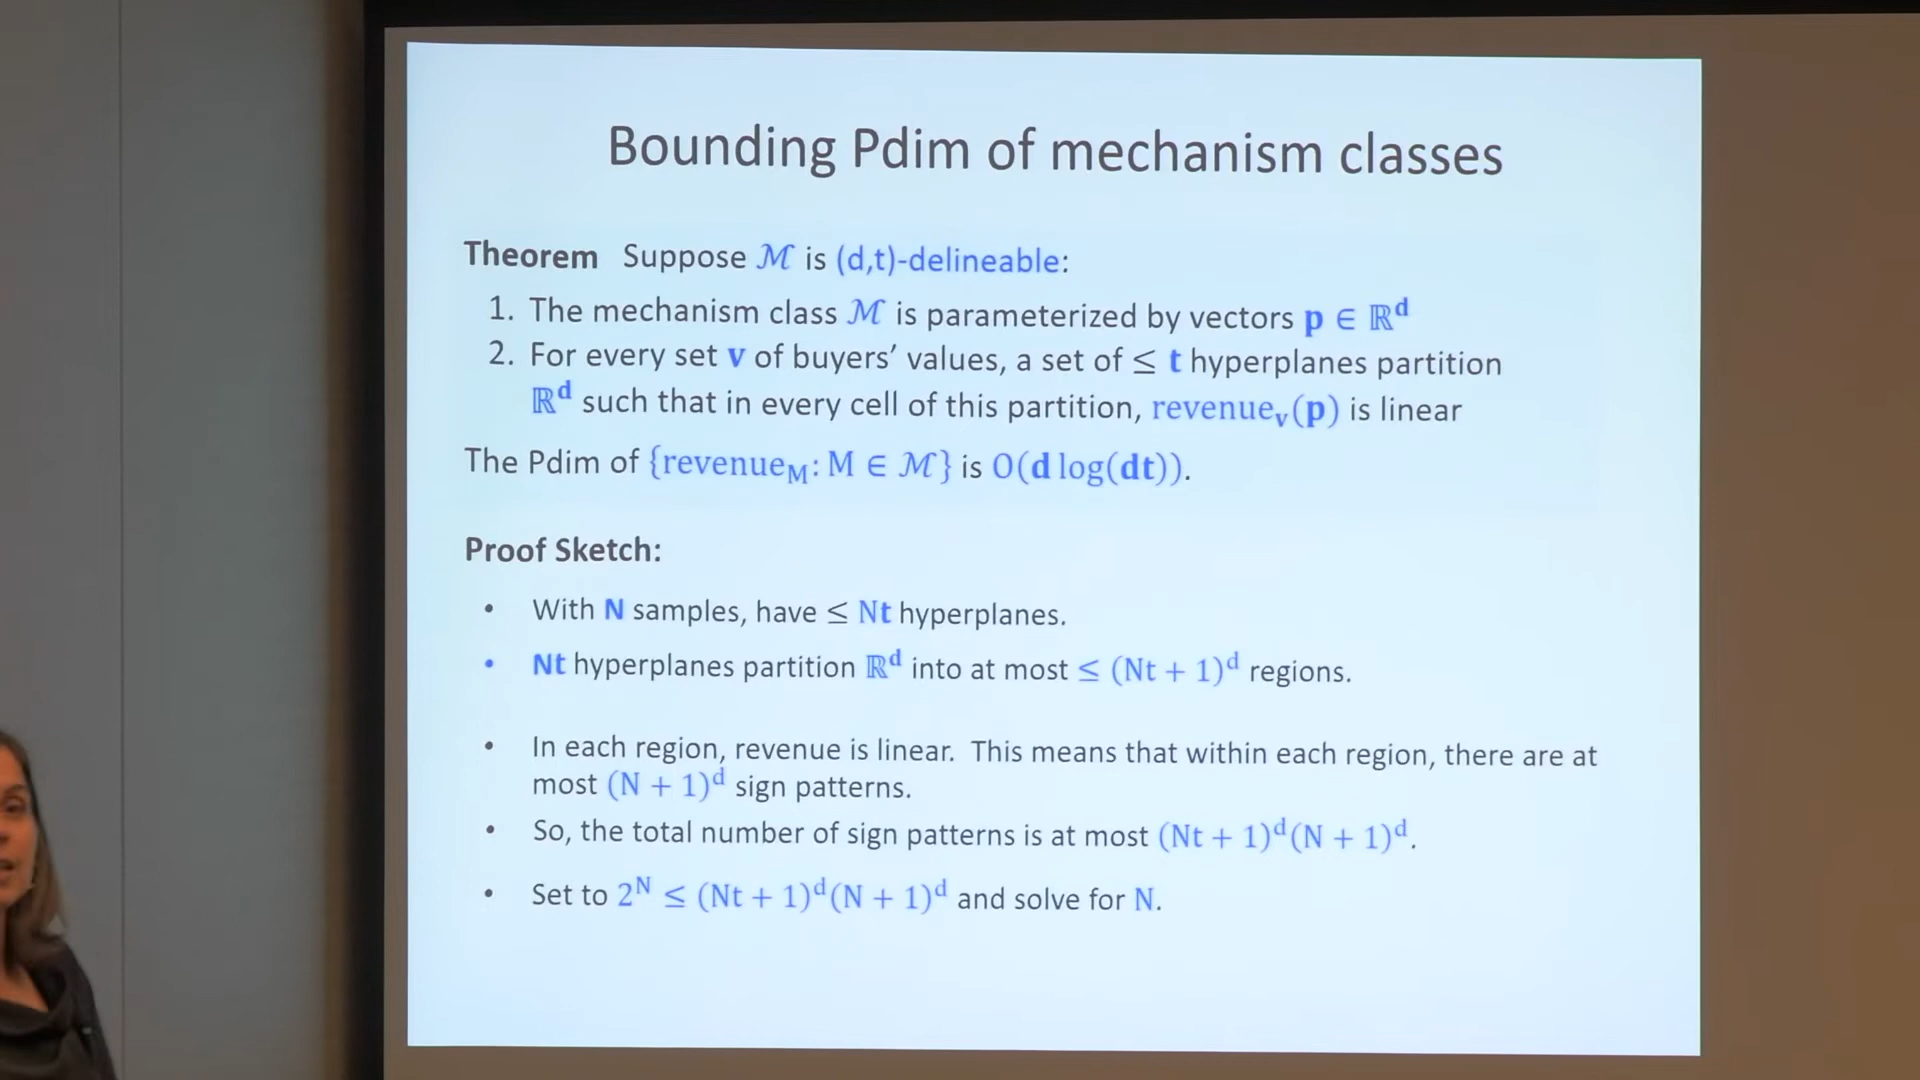 Bounding Pdim of mechanism classes
Theorem Suppose ℳ is (d,t)-delineable:
1. The mechanism class ℳ is parameterized by vectors p ∈ ℝᵈ
2. For every set v of buyers’ values, a set of ≤ t hyperplanes partition
ℝᵈ such that in every cell of this partition, revenueᵥ(p) is linear
The Pdim of {revenue_M: M ∈ ℳ} is O(d log(dt)).
Proof Sketch:
• With N samples, have ≤ Nt hyperplanes.
• Nt hyperplanes partition ℝᵈ into at most ≤ (Nt + 1)ᵈ regions.
• In each region, revenue is linear. This means that within each region, there are at
most (N + 1)ᵈ sign patterns.
• So, the total number of sign patterns is at most (Nt + 1)ᵈ(N + 1)ᵈ.
• Set to 2ᴺ ≤ (Nt + 1)ᵈ(N + 1)ᵈ and solve for N.